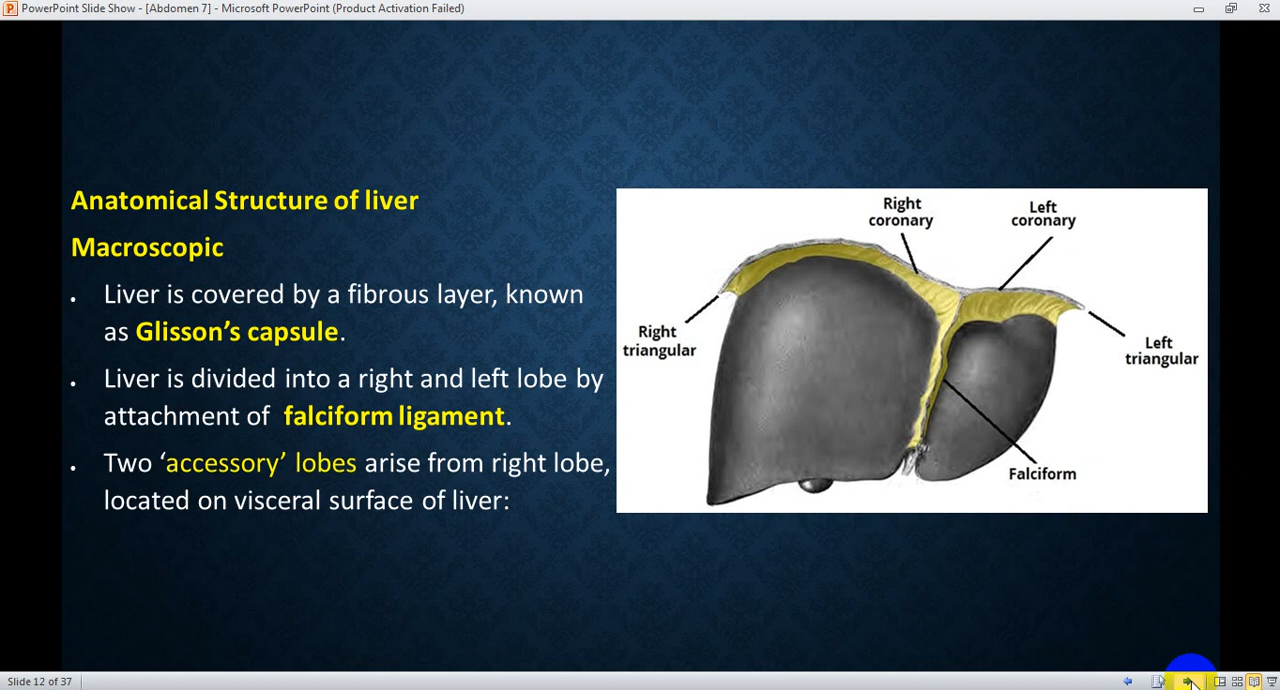 PowerPoint Slide Show - [Abdomen 7] - Microsoft PowerPoint (Product Activation Failed)
Anatomical Structure of liver
Macroscopic
• Liver is covered by a fibrous layer, known
as Glisson’s capsule.
• Liver is divided into a right and left lobe by
attachment of falciform ligament.
• Two ‘accessory’ lobes arise from right lobe,
located on visceral surface of liver:
Right
coronary
Left
coronary
Right
triangular
Left
triangular
Falciform
Slide 12 of 37